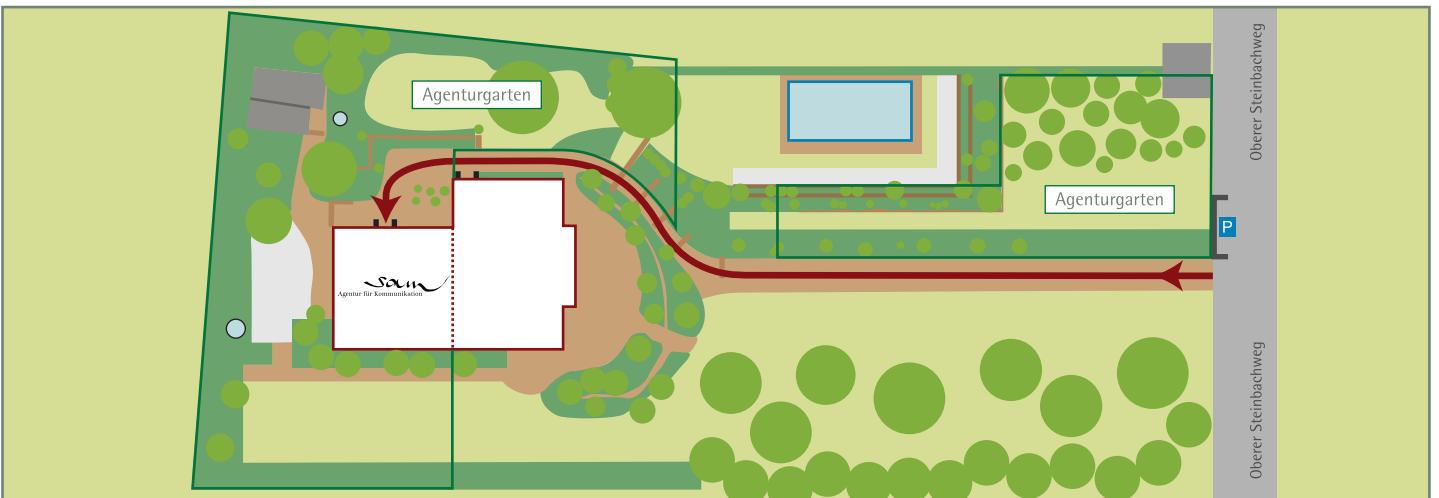 Agenturgarten
Oberer Steinbachweg
Agenturgarten
P
saum
Agentur für Kommunikation
Oberer Steinbachweg